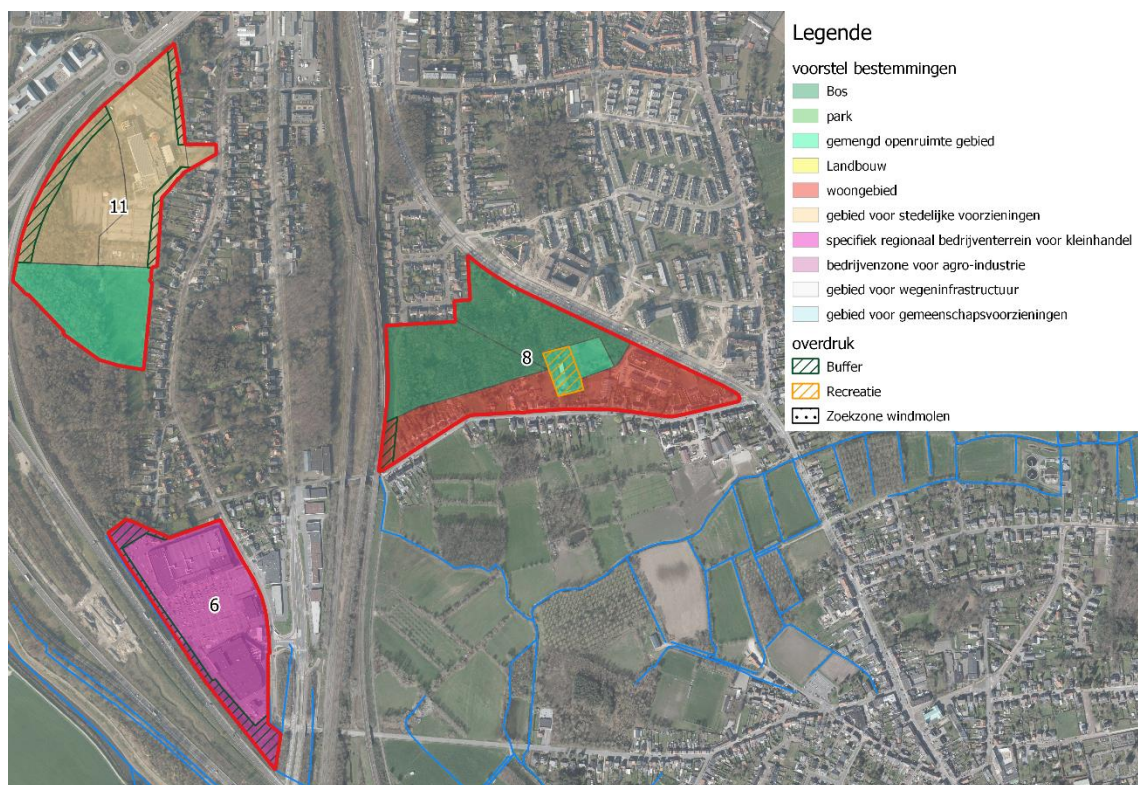 Legende
voorstel bestemmingen
Bos
park
gemengd openruimte gebied
Landbouw
woongebied
gebied voor stedelijke voorzieningen
specifiek regionaal bedrijventerrein voor kleinhandel
bedrijvenzone voor agro-industrie
gebied voor wegeninfrastructuur
gebied voor gemeenschapsvoorzieningen
overdruk
Buffer
Recreatie
Zoekzone windmolen
11
8
6